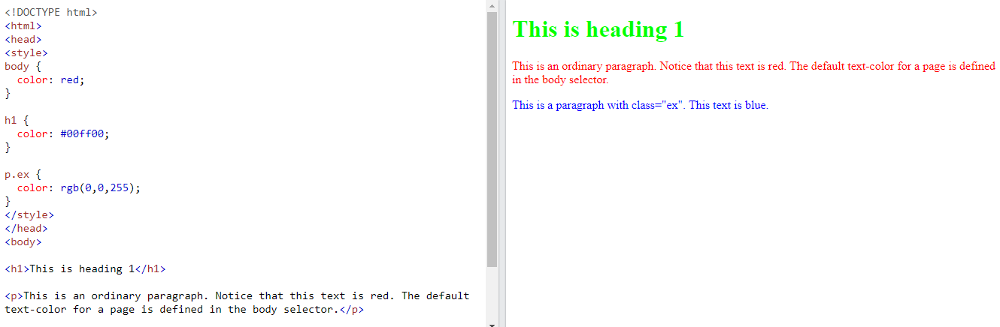 <!DOCTYPE html>
<html>
<head>
<style>
body {
  color: red;
}

h1 {
  color: #00ff00;
}

p.ex {
  color: rgb(0,0,255);
}
</style>
</head>
<body>

<h1>This is heading 1</h1>

<p>This is an ordinary paragraph. Notice that this text is red. The default
text-color for a page is defined in the body selector.</p>

This is heading 1
This is an ordinary paragraph. Notice that this text is red. The default text-color for a page is defined
in the body selector.
This is a paragraph with class="ex". This text is blue.